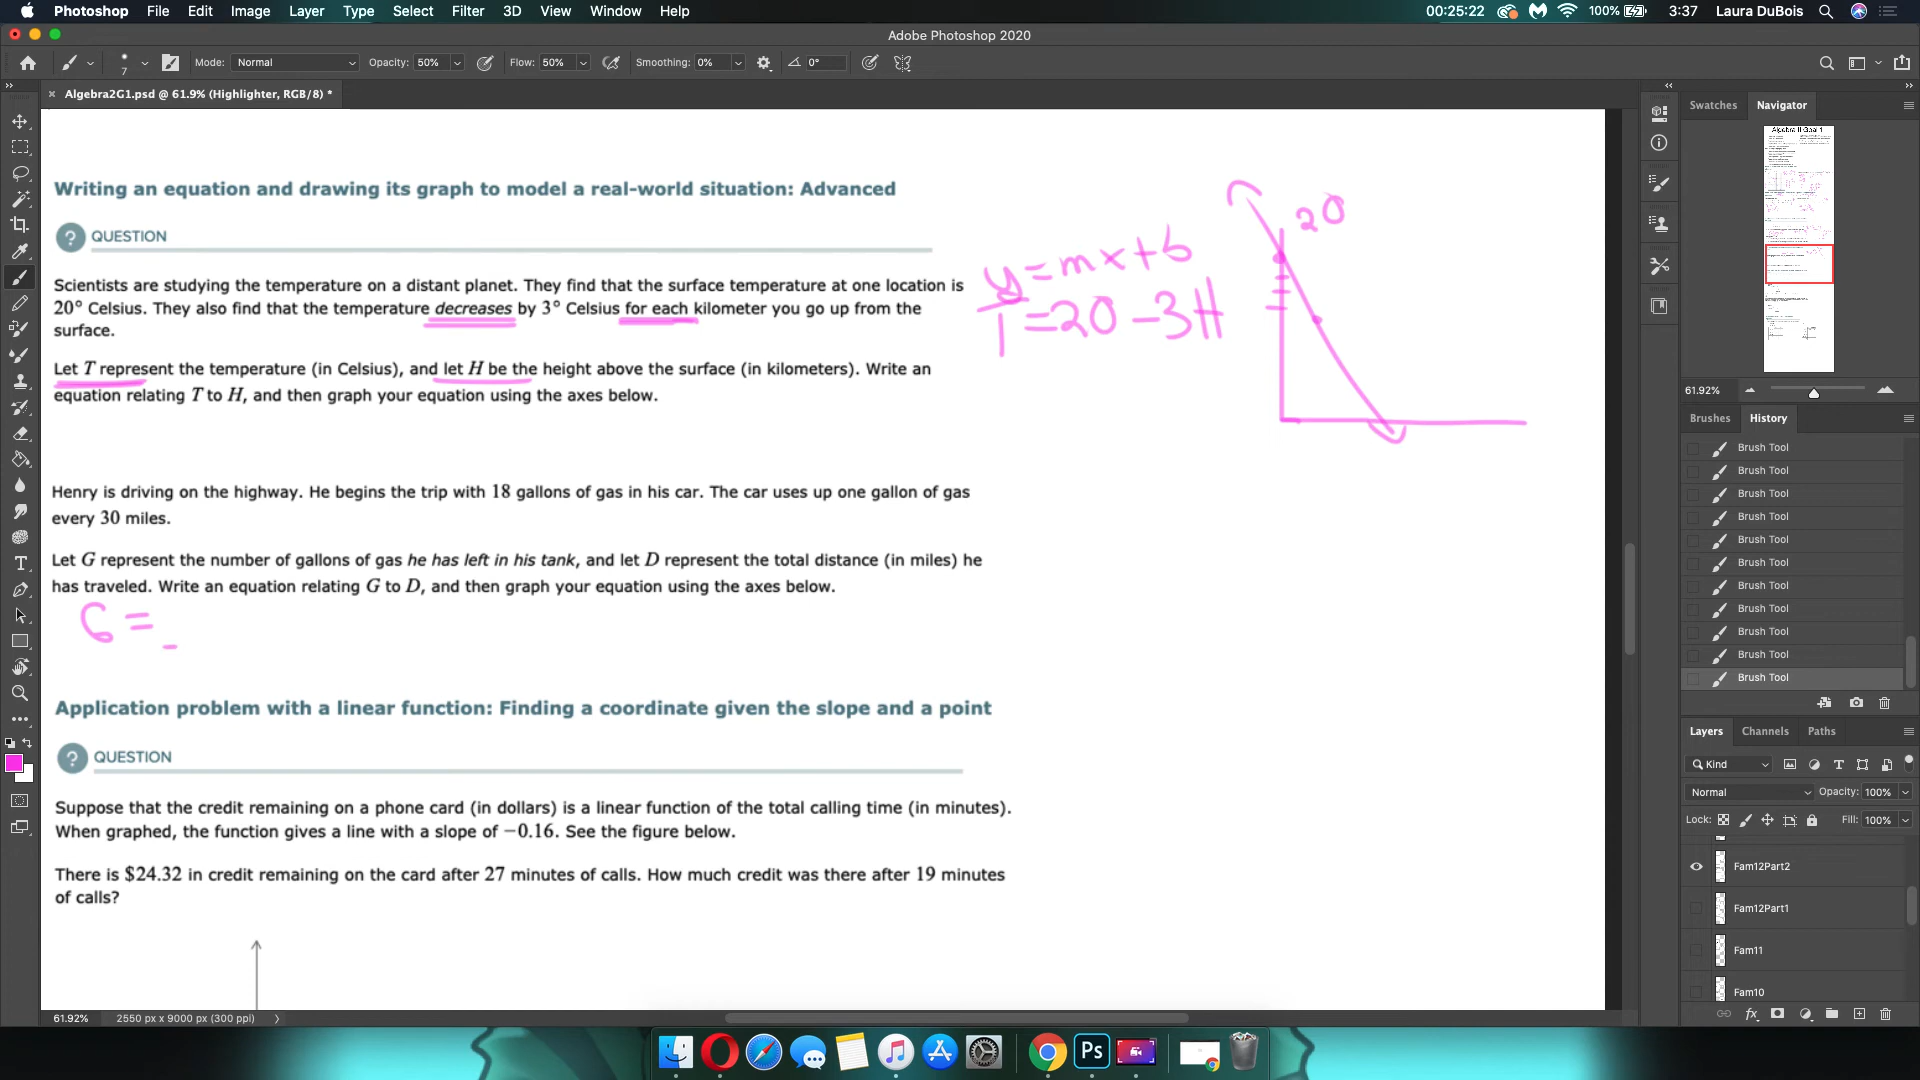 Photoshop File Edit Image Layer Type Select Filter 3D View Window Help 00:25:22 100% 3:37 Laura DuBois
Adobe Photoshop 2020
7 Mode: Normal Opacity: 50% Flow: 50% Smoothing: 0% 0°
Algebra2G1.psd @ 61.9% (Highlighter, RGB/8) *
Writing an equation and drawing its graph to model a real-world situation: Advanced
? QUESTION
Scientists are studying the temperature on a distant planet. They find that the surface temperature at one location is
20° Celsius. They also find that the temperature decreases by 3° Celsius for each kilometer you go up from the
surface.
Let T represent the temperature (in Celsius), and let H be the height above the surface (in kilometers). Write an
equation relating T to H, and then graph your equation using the axes below.
y = mx + b
T = 20 - 3H
20
Henry is driving on the highway. He begins the trip with 18 gallons of gas in his car. The car uses up one gallon of gas
every 30 miles.
Let G represent the number of gallons of gas he has left in his tank, and let D represent the total distance (in miles) he
has traveled. Write an equation relating G to D, and then graph your equation using the axes below.
G = -
Application problem with a linear function: Finding a coordinate given the slope and a point
? QUESTION
Suppose that the credit remaining on a phone card (in dollars) is a linear function of the total calling time (in minutes).
When graphed, the function gives a line with a slope of −0.16. See the figure below.
There is $24.32 in credit remaining on the card after 27 minutes of calls. How much credit was there after 19 minutes
of calls?
61.92% 2550 px x 9000 px (300 ppi)
Swatches Navigator
Algebra II Goal 1
61.92%
Brushes History
Brush Tool
Brush Tool
Brush Tool
Brush Tool
Brush Tool
Brush Tool
Brush Tool
Brush Tool
Brush Tool
Brush Tool
Brush Tool
Layers Channels Paths
Kind
Normal Opacity: 100%
Lock: Fill: 100%
Fam12Part2
Fam12Part1
Fam11
Fam10
Ps